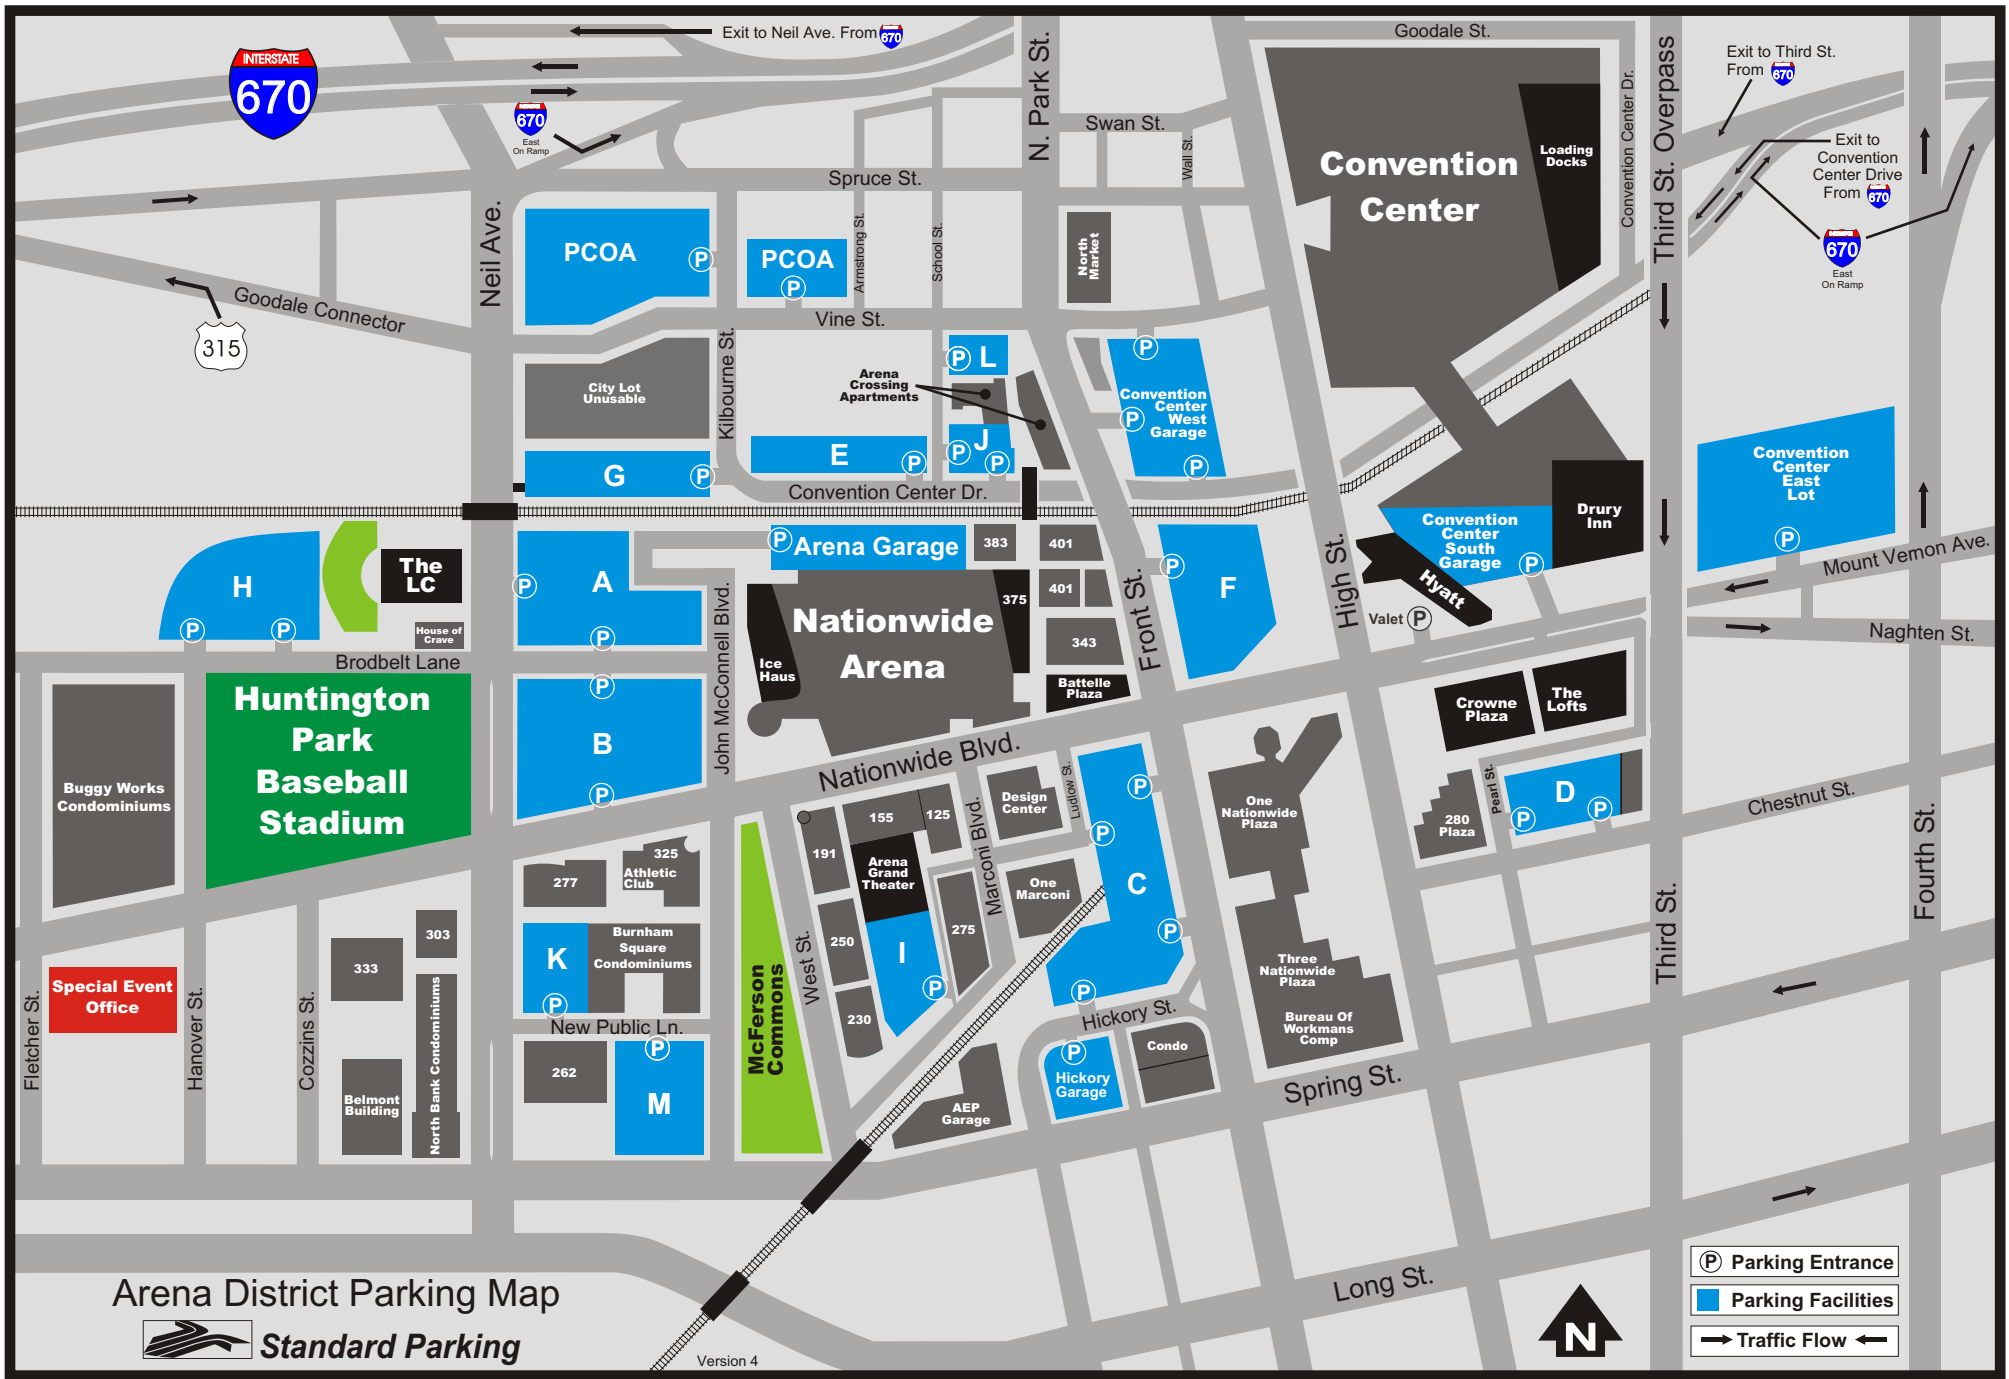 Exit to Neil Ave. From 670
INTERSTATE
670
670
East
On Ramp
Goodale St.
N. Park St.
Swan St.
Wall St.
Convention
Center
Loading
Docks
Convention Center Dr.
Third St. Overpass
Exit to Third St.
From 670
Exit to
Convention
Center Drive
From 670
670
East
On Ramp
Spruce St.
Neil Ave.
PCOA
P
PCOA
P
Armstrong St.
School St.
North
Market
Goodale Connector
315
Vine St.
Kilbourne St.
City Lot
Unusable
P L
Arena
Crossing
Apartments
P
Convention
Center
West
Garage
P
P
G
P
E
P
J
P
P
Convention Center Dr.
Convention
Center
East
Lot
P
Drury
Inn
Convention
Center
South
Garage
P
Hyatt
Valet P
Mount Vernon Ave.
Naghten St.
H
P
P
The
LC
House of
Crave
Brodbelt Lane
A
P
P
P Arena Garage
383
401
401
375
343
Battelle
Plaza
Nationwide
Arena
Ice
Haus
John McConnell Blvd.
Front St.
P
F
High St.
Huntington
Park
Baseball
Stadium
Buggy Works
Condominiums
P
B
P
Nationwide Blvd.
Crowne
Plaza
The
Lofts
Pearl St.
D
P
P
280
Plaza
Chestnut St.
Fourth St.
Third St.
One
Nationwide
Plaza
Three
Nationwide
Plaza
Bureau Of
Workmans
Comp
Ludlow St.
Design
Center
Marconi Blvd.
One
Marconi
P
P
C
P
P
155
125
191
Arena
Grand
Theater
250
I
P
275
230
West St.
McFerson
Commons
277
325
Athletic
Club
K
P
Burnham
Square
Condominiums
New Public Ln.
262
P
M
303
333
North Bank Condominiums
Belmont
Building
Special Event
Office
Fletcher St.
Hanover St.
Cozzins St.
Hickory St.
P
Hickory
Garage
Condo
AEP
Garage
Spring St.
Long St.
Arena District Parking Map
Standard Parking
Version 4
N
P Parking Entrance
Parking Facilities
Traffic Flow